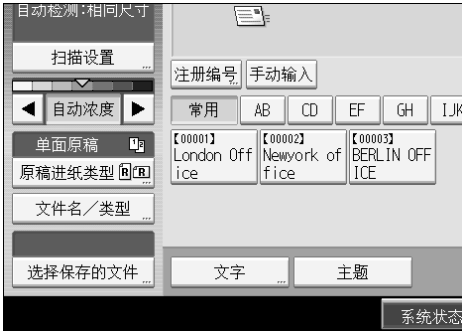 自动检测:相同尺寸
扫描设置
注册编号 手动输入
自动浓度
常用 AB CD EF GH IJK
单面原稿
原稿进纸类型
[00001] London Off ice
[00002] Newyork of fice
[00003] BERLIN OFF ICE
文件名／类型
选择保存的文件
文字 主题
系统状态